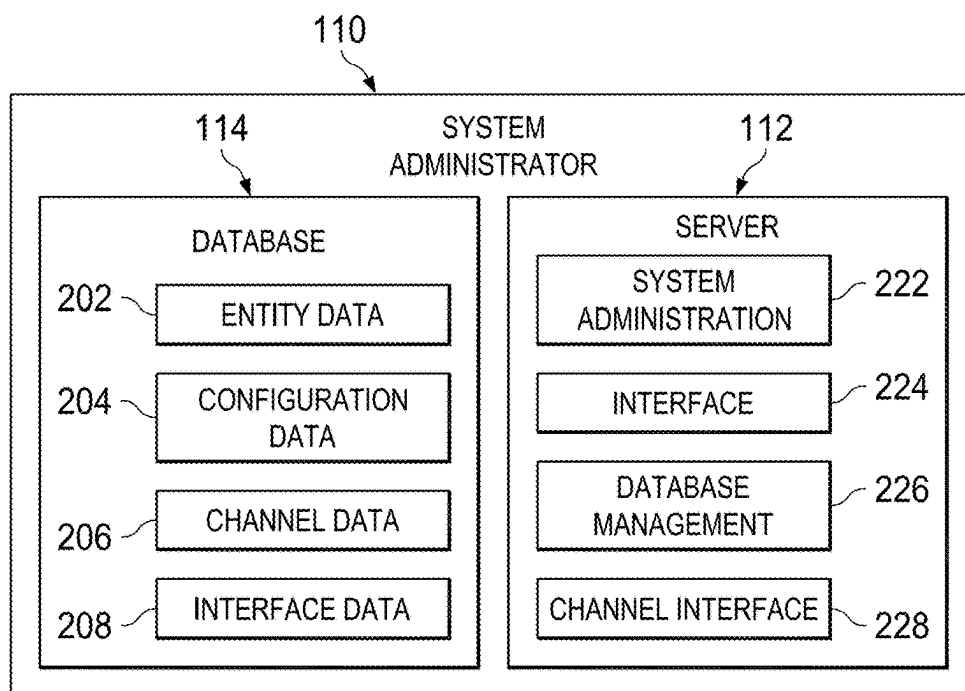 110
114
SYSTEM
ADMINISTRATOR
112
DATABASE
SERVER
202
ENTITY DATA
204
CONFIGURATION
DATA
206
CHANNEL DATA
208
INTERFACE DATA
SYSTEM
ADMINISTRATION
222
INTERFACE
224
DATABASE
MANAGEMENT
226
CHANNEL INTERFACE
228